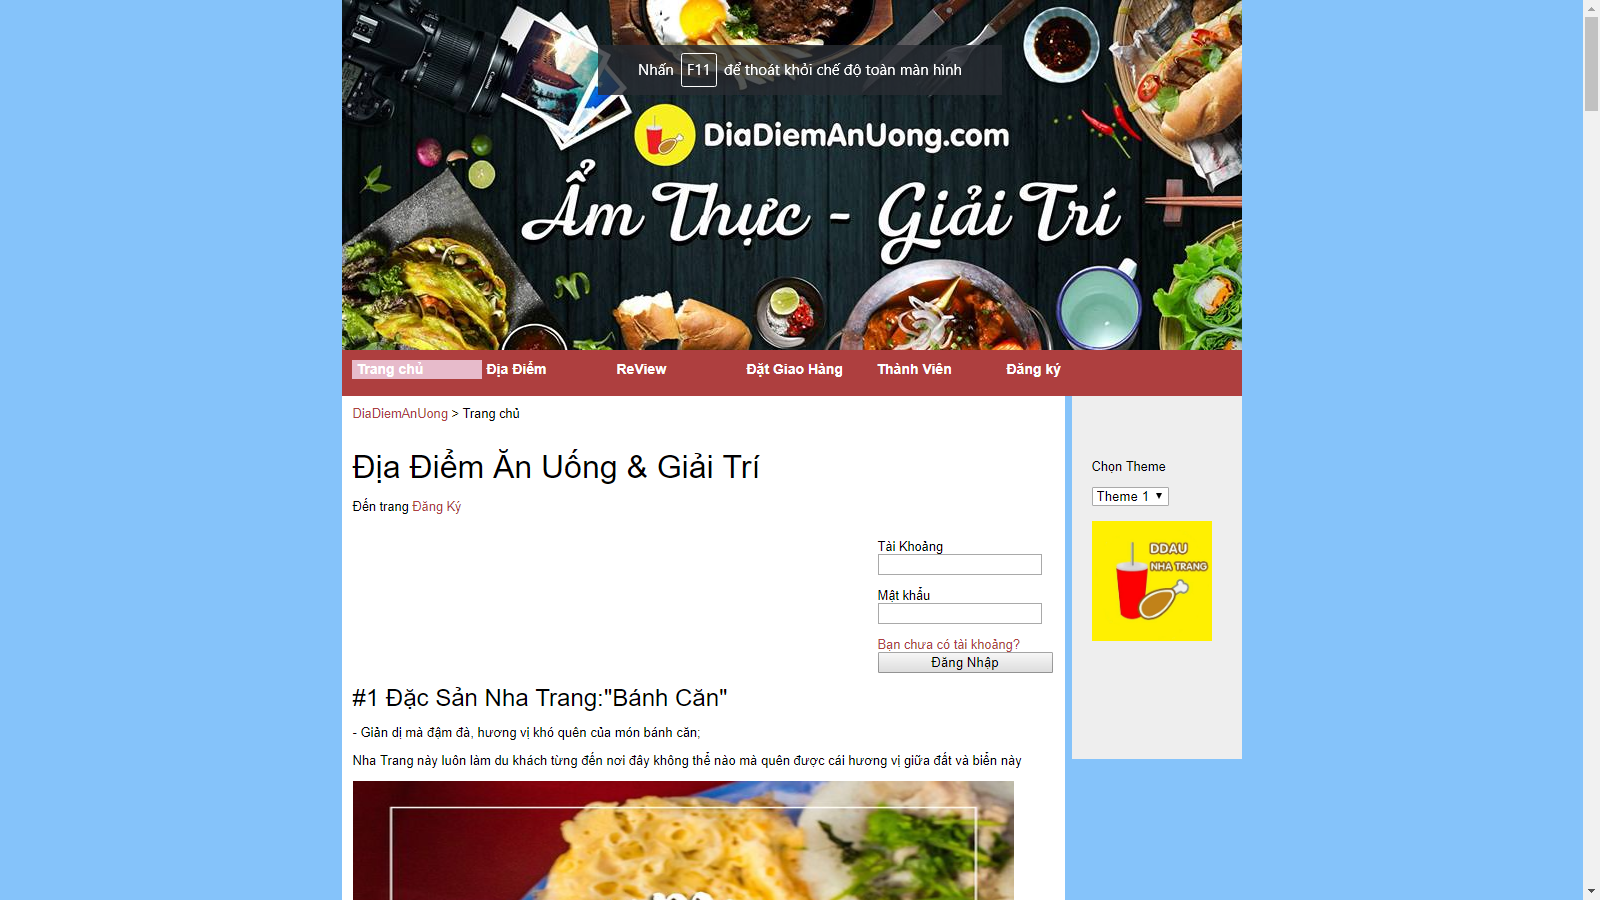 Nhấn F11 để thoát khỏi chế độ toàn màn hình
DiaDiemAnUong.com
Ẩm Thực - Giải Trí
Trang chủ Địa Điểm ReView Đặt Giao Hàng Thành Viên Đăng ký
DiaDiemAnUong > Trang chủ
Địa Điểm Ăn Uống & Giải Trí
Đến trang Đăng Ký
Tài Khoảng
Mật khẩu
Bạn chưa có tài khoảng?
Đăng Nhập
Chọn Theme
Theme 1
DDAU
NHA TRANG
#1 Đặc Sản Nha Trang:"Bánh Căn"
- Giản dị mà đậm đà, hương vị khó quên của món bánh căn;
Nha Trang này luôn làm du khách từng đến nơi đây không thể nào mà quên được cái hương vị giữa đất và biển này